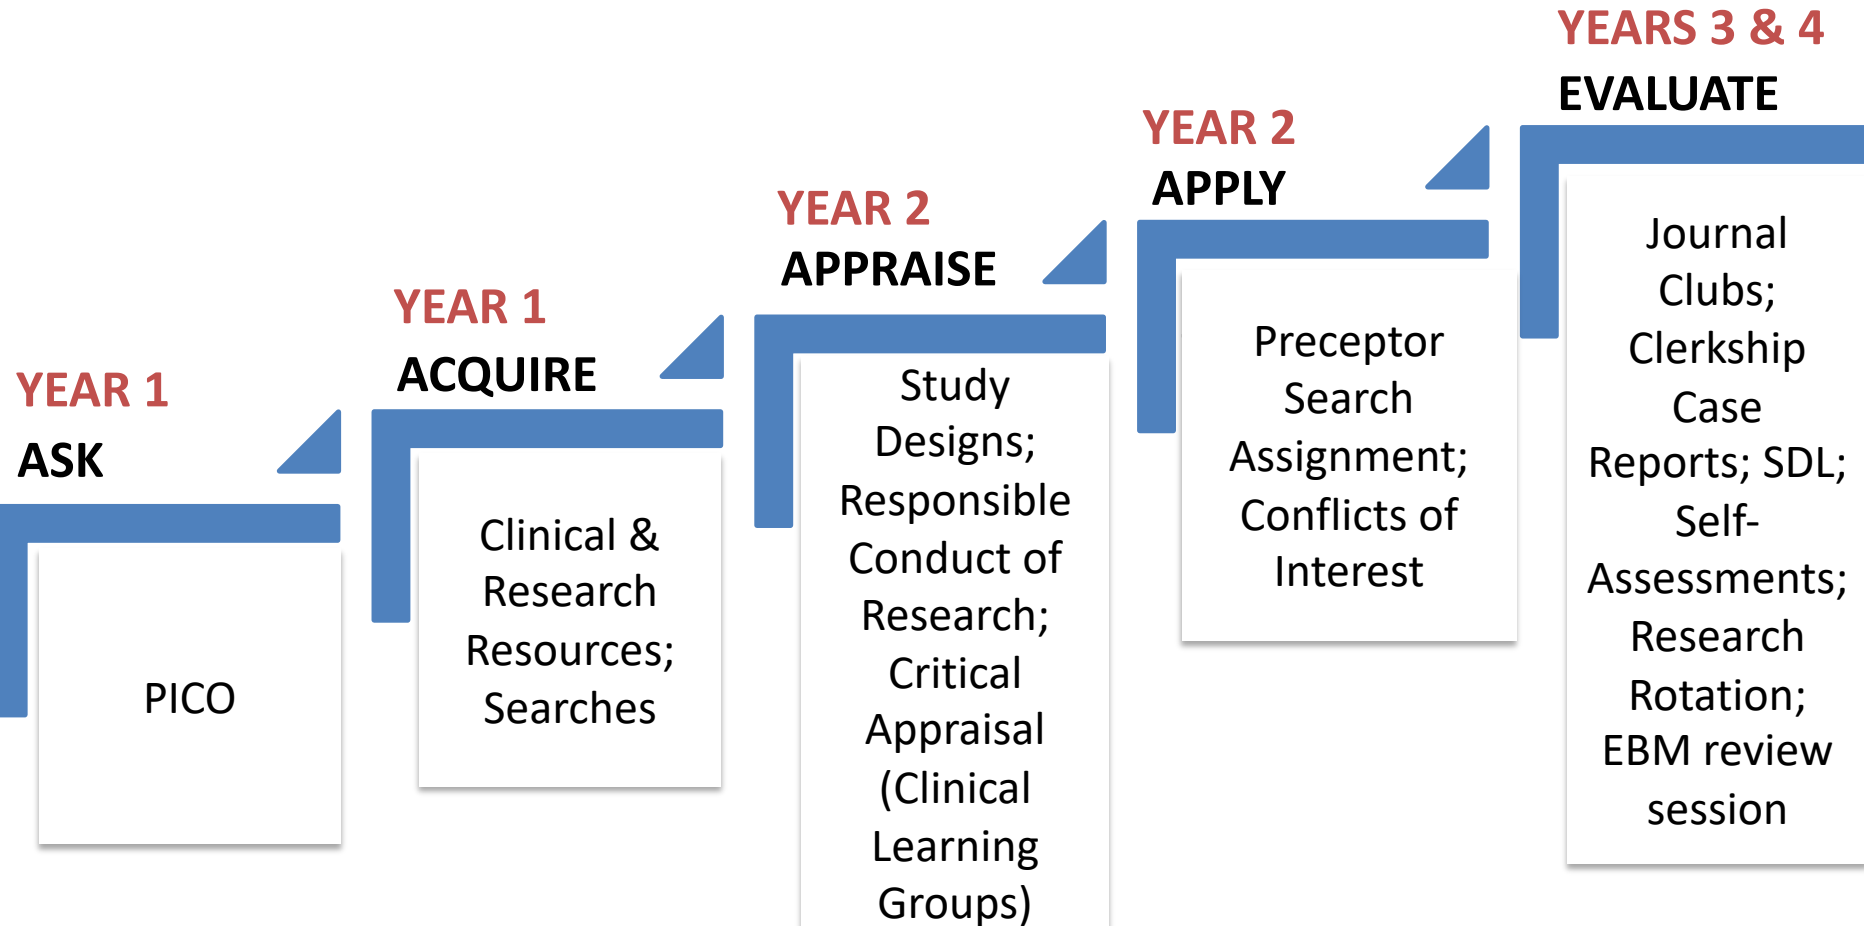 YEAR 1
ASK
PICO
YEAR 1
ACQUIRE
Clinical &
Research
Resources;
Searches
YEAR 2
APPRAISE
Study
Designs;
Responsible
Conduct of
Research;
Critical
Appraisal
(Clinical
Learning
Groups)
YEAR 2
APPLY
Preceptor
Search
Assignment;
Conflicts of
Interest
YEARS 3 & 4
EVALUATE
Journal
Clubs;
Clerkship
Case
Reports; SDL;
Self-
Assessments;
Research
Rotation;
EBM review
session